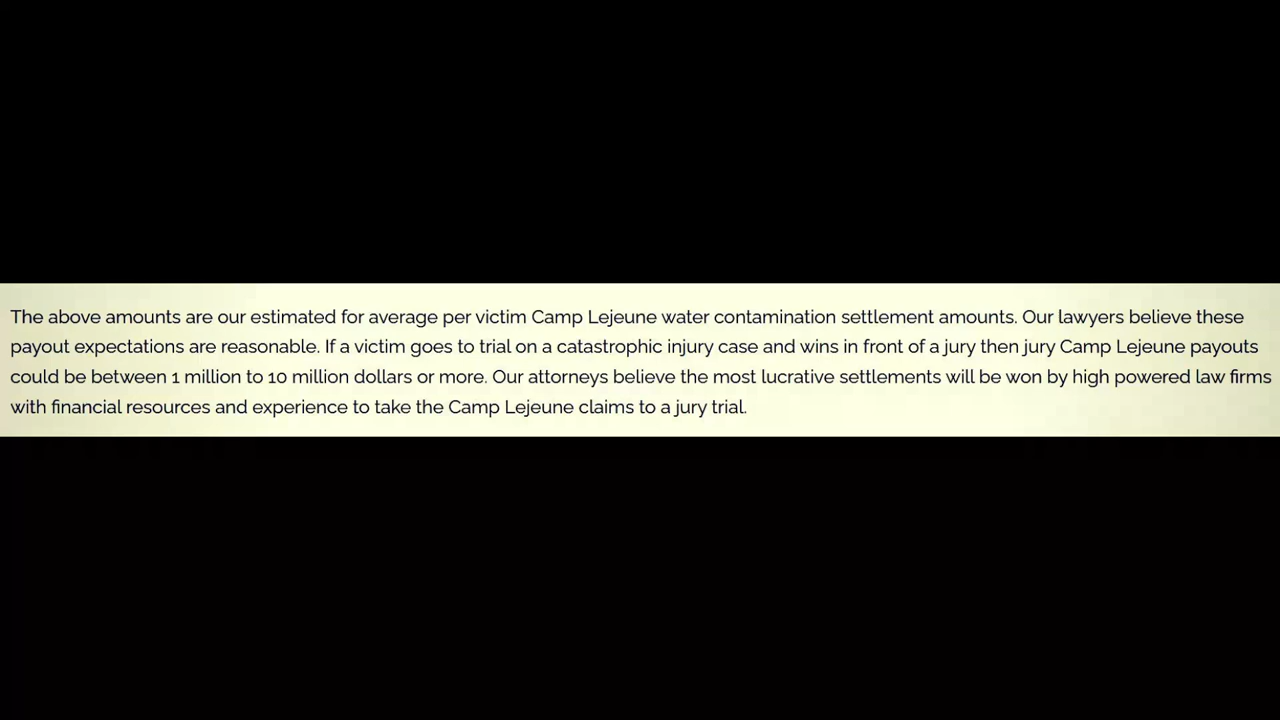 The above amounts are our estimated for average per victim Camp Lejeune water contamination settlement amounts. Our lawyers believe these
payout expectations are reasonable. If a victim goes to trial on a catastrophic injury case and wins in front of a jury then jury Camp Lejeune payouts
could be between 1 million to 10 million dollars or more. Our attorneys believe the most lucrative settlements will be won by high powered law firms
with financial resources and experience to take the Camp Lejeune claims to a jury trial.